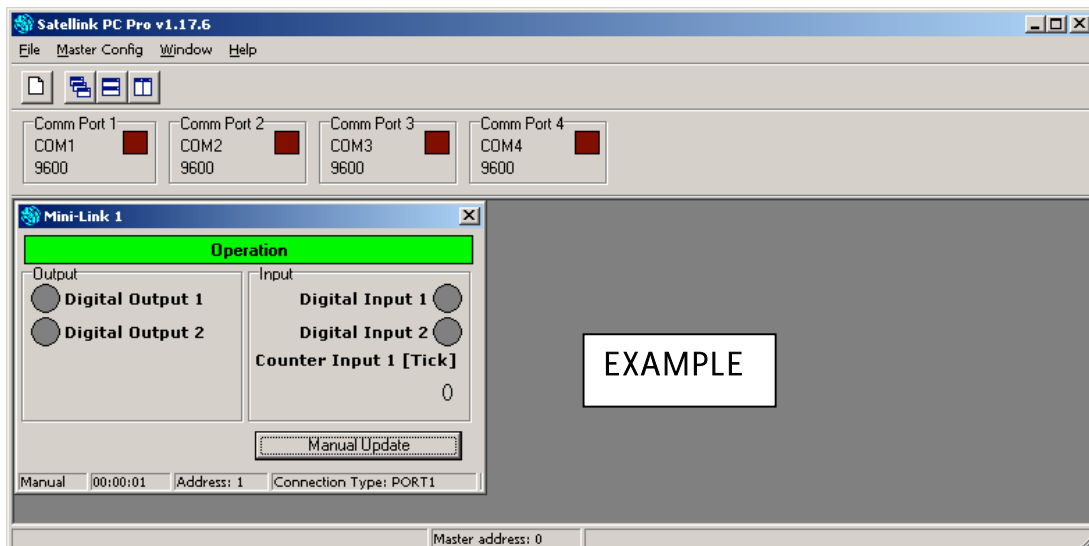 Satellink PC Pro v1.17.6
File Master Config Window Help
Comm Port 1 Comm Port 2 Comm Port 3 Comm Port 4
COM1 COM2 COM3 COM4
9600 9600 9600 9600
Mini-Link 1
Operation
Output Input
Digital Output 1 Digital Input 1
Digital Output 2 Digital Input 2
Counter Input 1 [Tick]
0
EXAMPLE
Manual Update
Manual 00:00:01 Address: 1 Connection Type: PORT1
Master address: 0